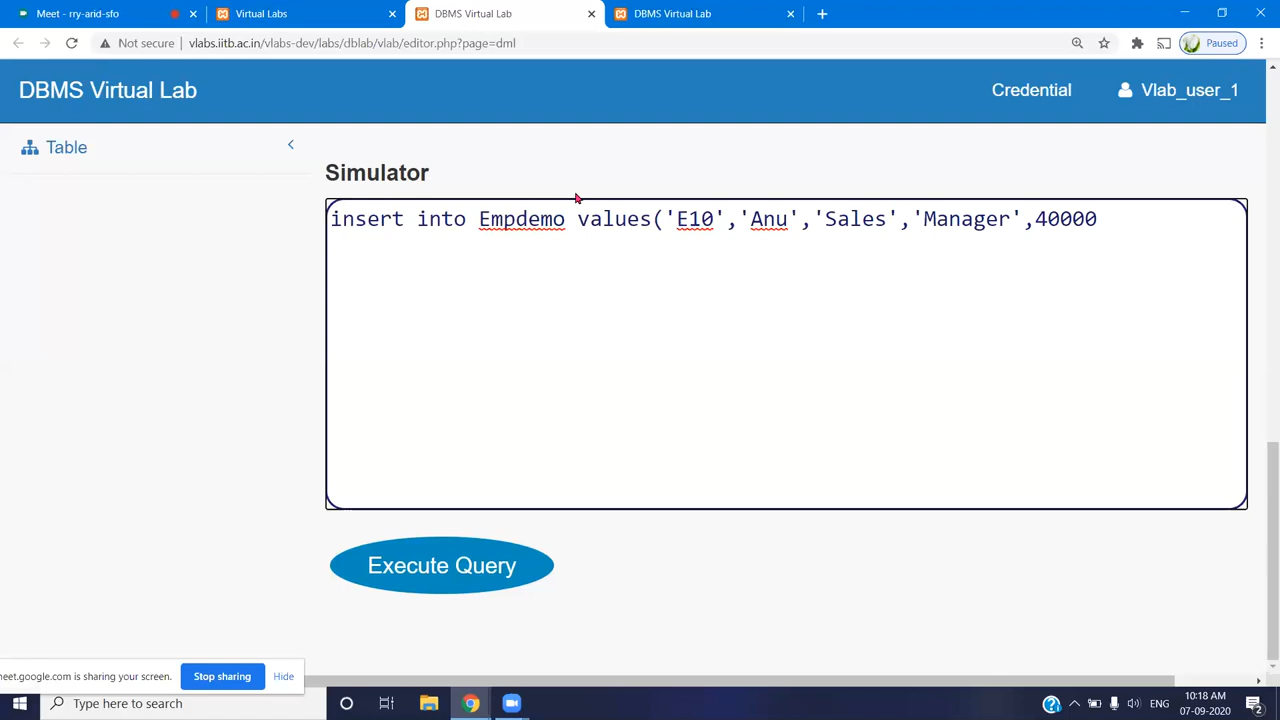 Meet - rry-arid-sfo
Virtual Labs
DBMS Virtual Lab
DBMS Virtual Lab
Not secure
vlabs.iitb.ac.in/vlabs-dev/labs/dblab/vlab/editor.php?page=dml
Paused
DBMS Virtual Lab
Credential
Vlab_user_1
Table
Simulator
insert into Empdemo values('E10','Anu','Sales','Manager',40000
Execute Query
meet.google.com is sharing your screen.
Stop sharing
Hide
Type here to search
ENG
10:18 AM
07-09-2020
2